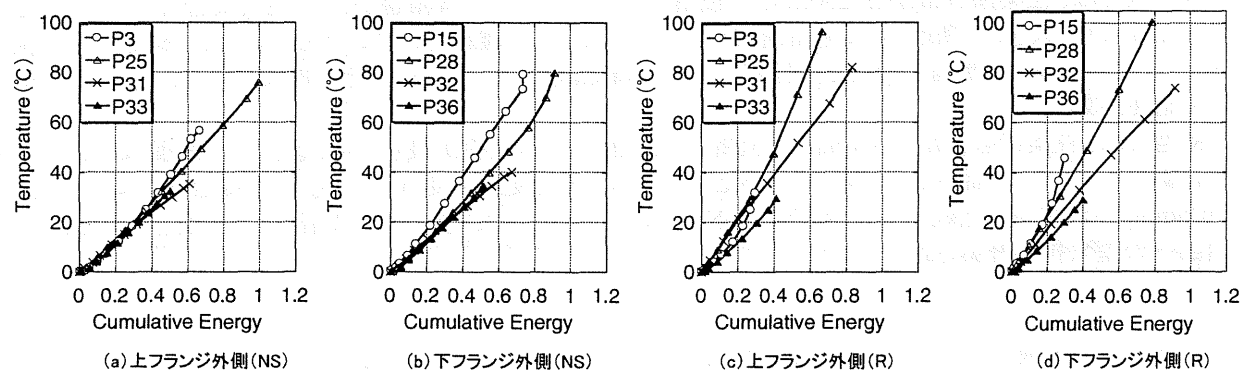 100
80
60
40
20
0
Temperature (℃)
P3
P25
P31
P33
0 0.2 0.4 0.6 0.8 1 1.2
Cumulative Energy
(a)上フランジ外側(NS)
100
80
60
40
20
0
Temperature (℃)
P15
P28
P32
P36
0 0.2 0.4 0.6 0.8 1 1.2
Cumulative Energy
(b)下フランジ外側(NS)
100
80
60
40
20
0
Temperature (℃)
P3
P25
P31
P33
0 0.2 0.4 0.6 0.8 1 1.2
Cumulative Energy
(c)上フランジ外側(R)
100
80
60
40
20
0
Temperature (℃)
P15
P28
P32
P36
0 0.2 0.4 0.6 0.8 1 1.2
Cumulative Energy
(d)下フランジ外側(R)